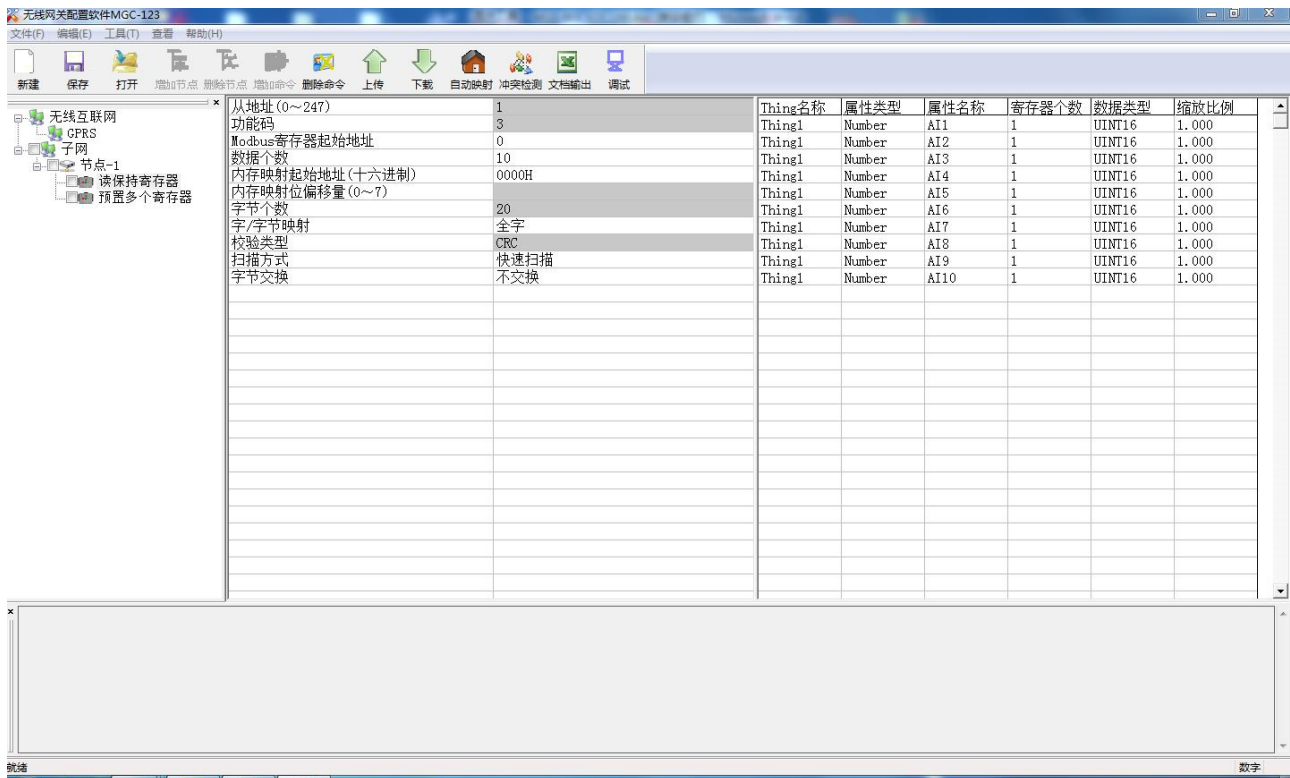 无线网关配置软件MGC-123
文件(F) 编辑(E) 工具(T) 查看 帮助(H)
新建 保存 打开 增加节点 删除节点 增加命令 删除命令 上传 下载 自动映射 冲突检测 文档输出 调试
无线互联网
GPRS
子网
节点-1
读保持寄存器
预置多个寄存器
从地址(0～247) 1
功能码 3
Modbus寄存器起始地址 0
数据个数 10
内存映射起始地址(十六进制) 0000H
内存映射位偏移量(0～7)
字节个数 20
字/字节映射 全字
校验类型 CRC
扫描方式 快速扫描
字节交换 不交换
Thing名称 属性类型 属性名称 寄存器个数 数据类型 缩放比例
Thing1 Number AI1 1 UINT16 1.000
Thing1 Number AI2 1 UINT16 1.000
Thing1 Number AI3 1 UINT16 1.000
Thing1 Number AI4 1 UINT16 1.000
Thing1 Number AI5 1 UINT16 1.000
Thing1 Number AI6 1 UINT16 1.000
Thing1 Number AI7 1 UINT16 1.000
Thing1 Number AI8 1 UINT16 1.000
Thing1 Number AI9 1 UINT16 1.000
Thing1 Number AI10 1 UINT16 1.000
就绪 数字